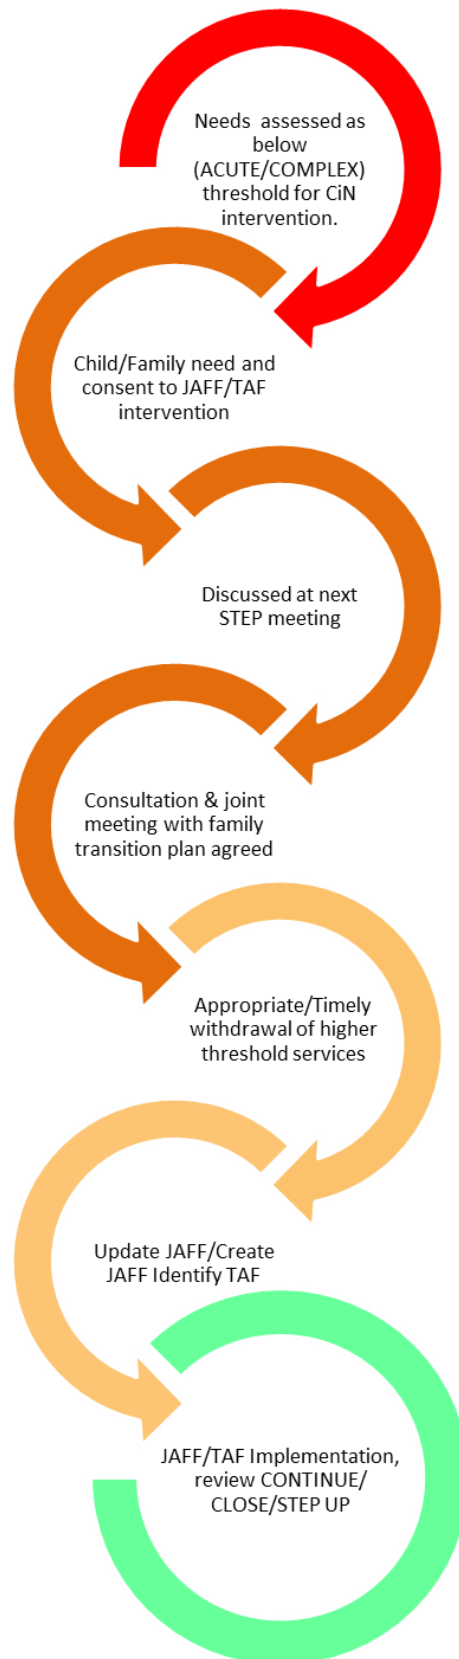 Needs assessed as
below
(ACUTE/COMPLEX)
threshold for CiN
intervention.
Child/Family need and
consent to JAFF/TAF
intervention
Discussed at next
STEP meeting
Consultation & joint
meeting with family
transition plan agreed
Appropriate/Timely
withdrawal of higher
threshold services
Update JAFF/Create
JAFF Identify TAF
JAFF/TAF Implementation,
review CONTINUE/
CLOSE/STEP UP